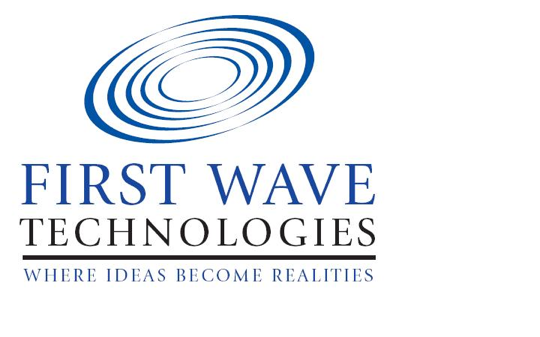 FIRST WAVE
TECHNOLOGIES
WHERE IDEAS BECOME REALITIES